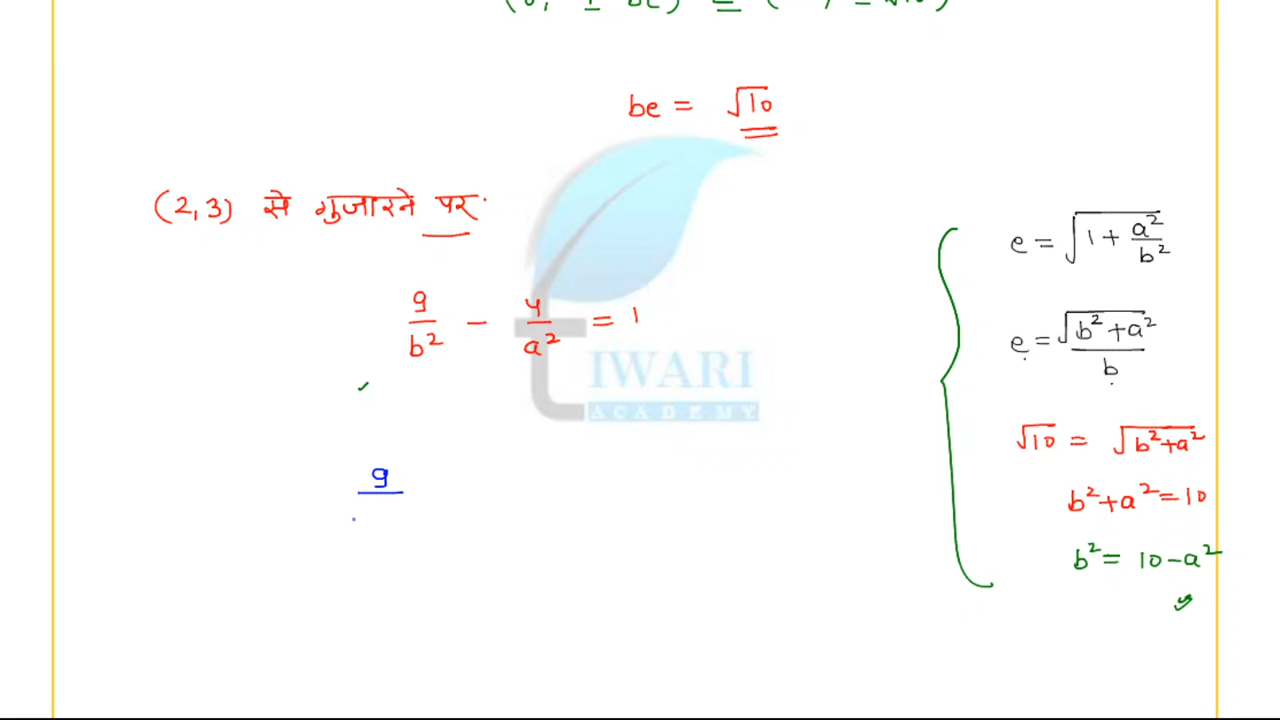 be = √10
(2,3) से गुजारने पर
9/b² - 4/a² = 1
9
e = √(1 + a²/b²)
e = √(b² + a²)/b
√10 = √(b²+a²)
b²+a² = 10
b² = 10-a²
IWARI
ACADEMY